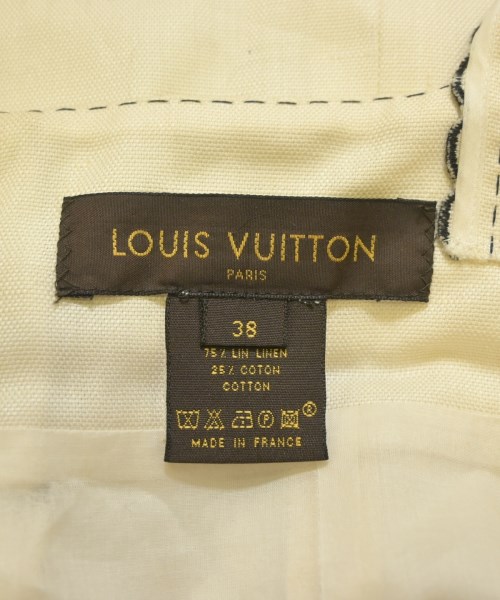 LOUIS VUITTON
PARIS
38
75% LIN LINEN
25% COTON
COTTON
P ®
MADE IN FRANCE